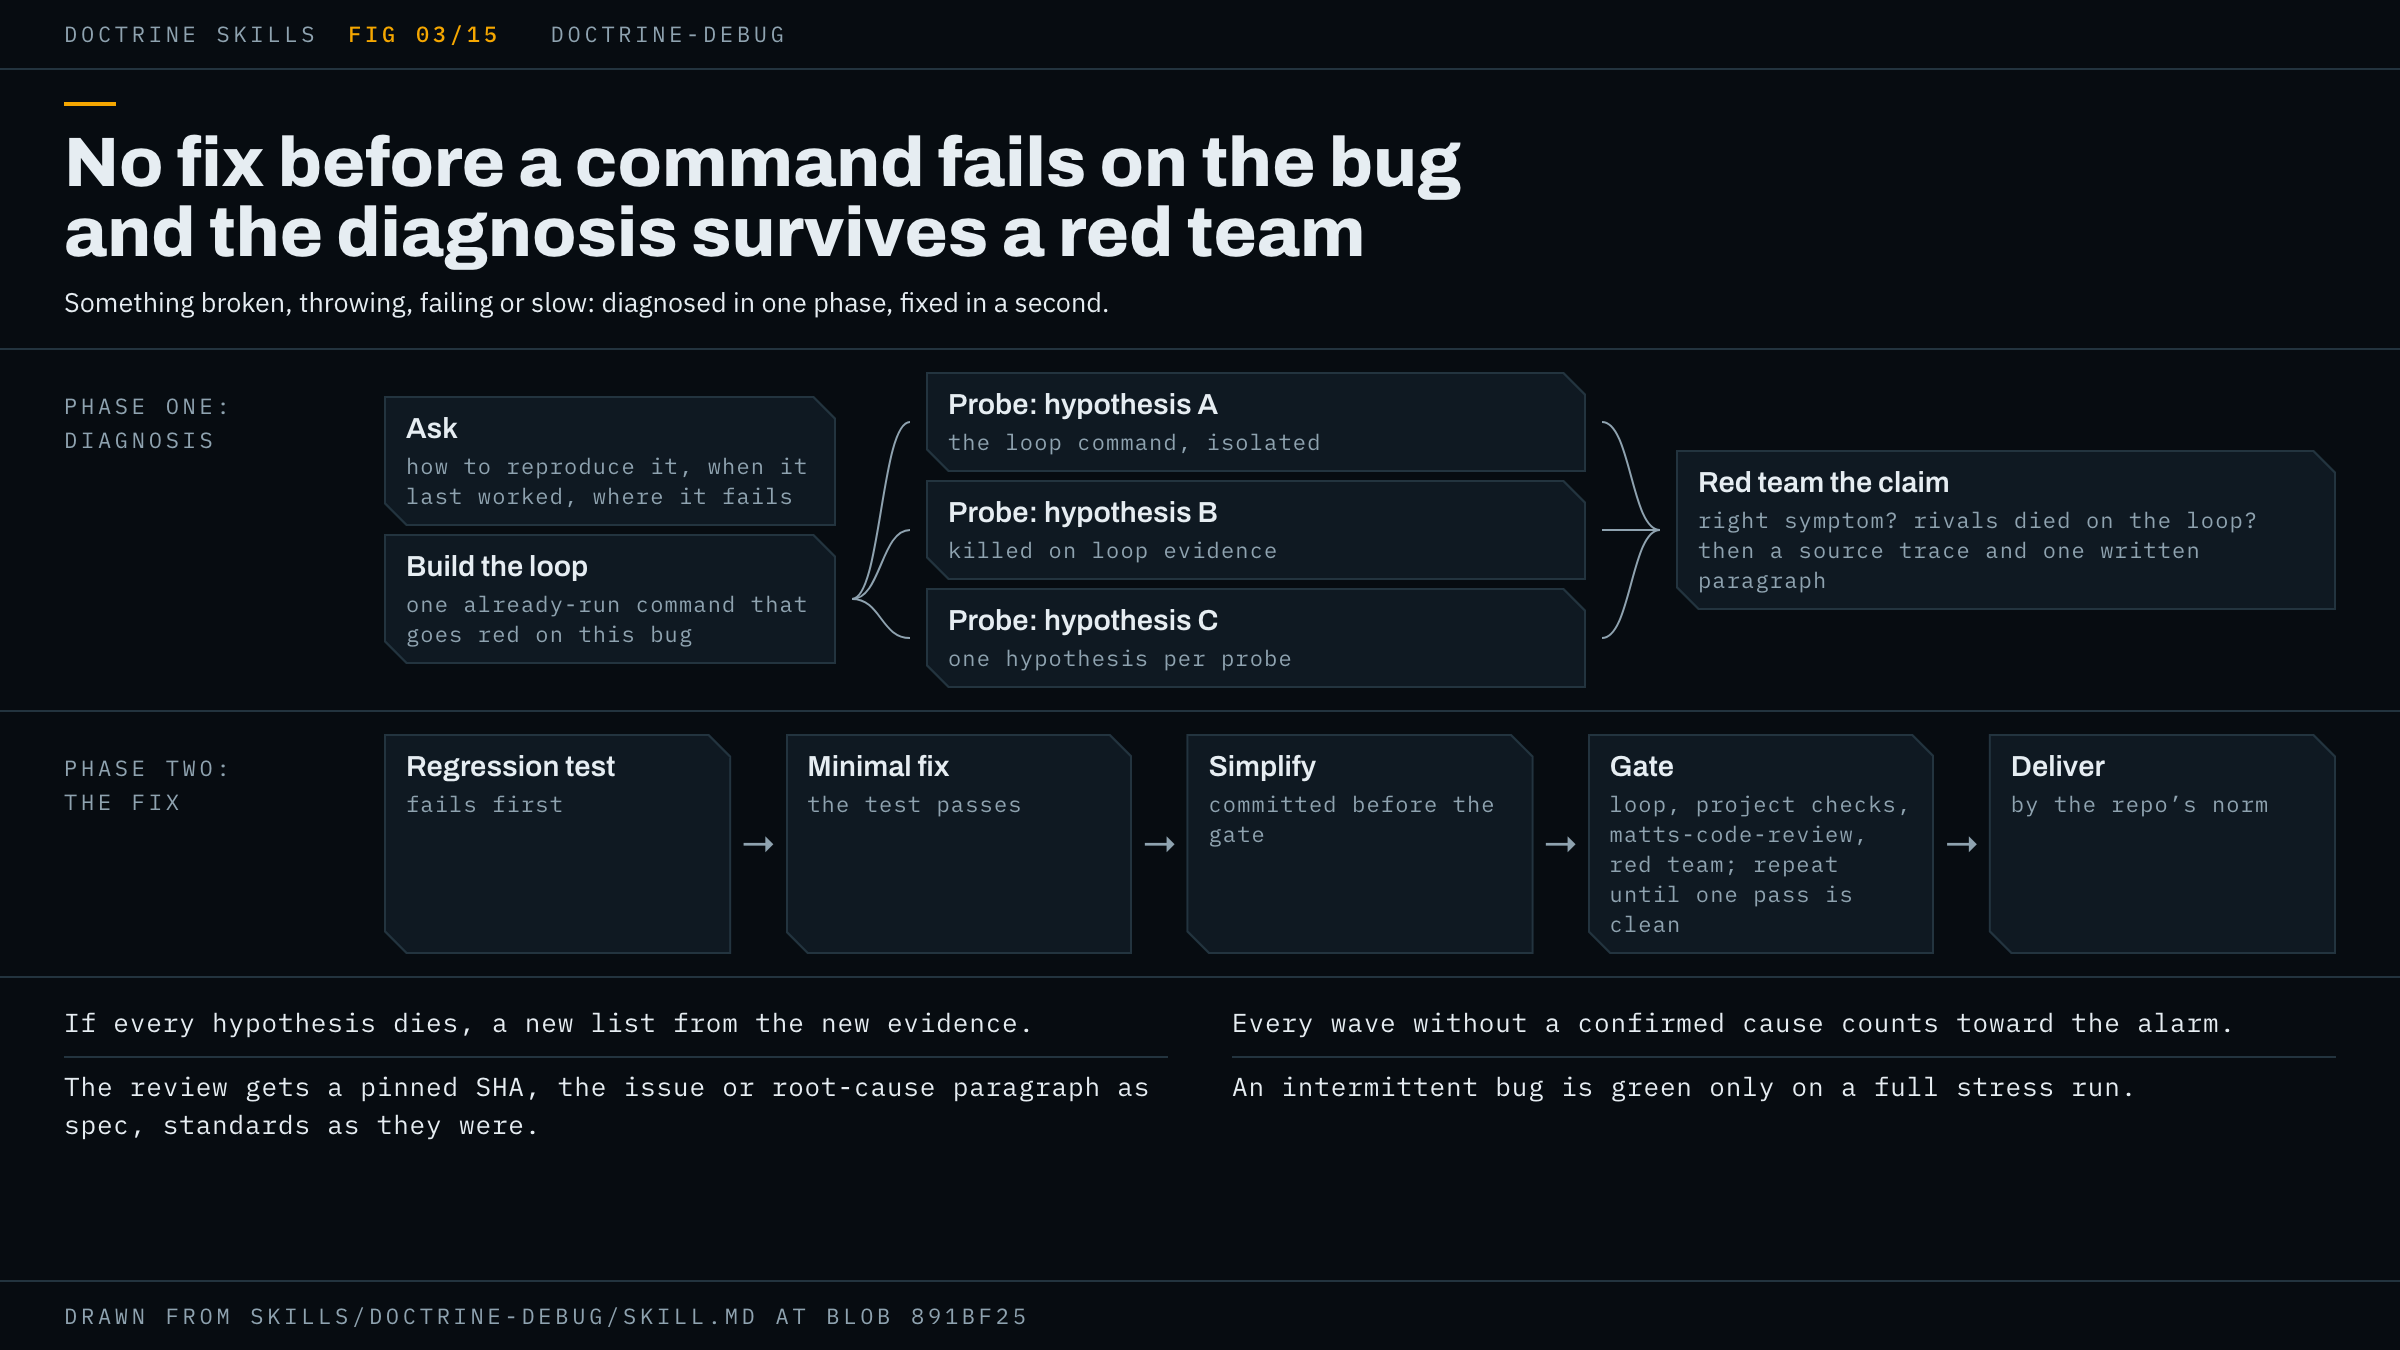 DOCTRINE SKILLS FIG 03/15 DOCTRINE-DEBUG
No fix before a command fails on the bug
and the diagnosis survives a red team
Something broken, throwing, failing or slow: diagnosed in one phase, fixed in a second.
PHASE ONE:
DIAGNOSIS
Ask
how to reproduce it, when it
last worked, where it fails
Build the loop
one already-run command that
goes red on this bug
Probe: hypothesis A
the loop command, isolated
Probe: hypothesis B
killed on loop evidence
Probe: hypothesis C
one hypothesis per probe
Red team the claim
right symptom? rivals died on the loop?
then a source trace and one written
paragraph
PHASE TWO:
THE FIX
Regression test
fails first
Minimal fix
the test passes
Simplify
committed before the
gate
Gate
loop, project checks,
matts-code-review,
red team; repeat
until one pass is
clean
Deliver
by the repo’s norm
If every hypothesis dies, a new list from the new evidence.
Every wave without a confirmed cause counts toward the alarm.
The review gets a pinned SHA, the issue or root-cause paragraph as
spec, standards as they were.
An intermittent bug is green only on a full stress run.
DRAWN FROM SKILLS/DOCTRINE-DEBUG/SKILL.MD AT BLOB 891BF25